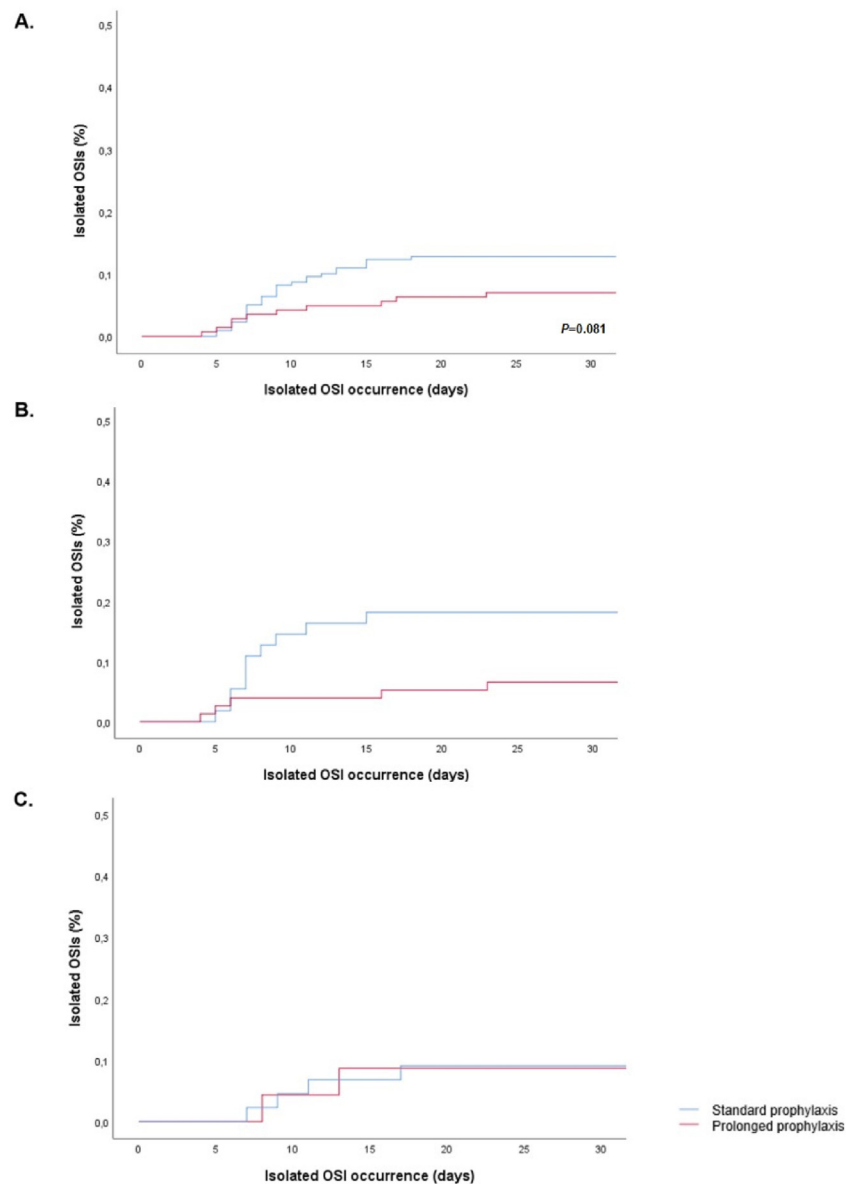 A.
Isolated OSIs (%)
0,5
0,4
0,3
0,2
0,1
0,0
P=0.081
0 5 10 15 20 25 30
Isolated OSI occurrence (days)
B.
Isolated OSIs (%)
0,5
0,4
0,3
0,2
0,1
0,0
0 5 10 15 20 25 30
Isolated OSI occurrence (days)
C.
Isolated OSIs (%)
0,5
0,4
0,3
0,2
0,1
0,0
0 5 10 15 20 25 30
Isolated OSI occurrence (days)
Standard prophylaxis
Prolonged prophylaxis